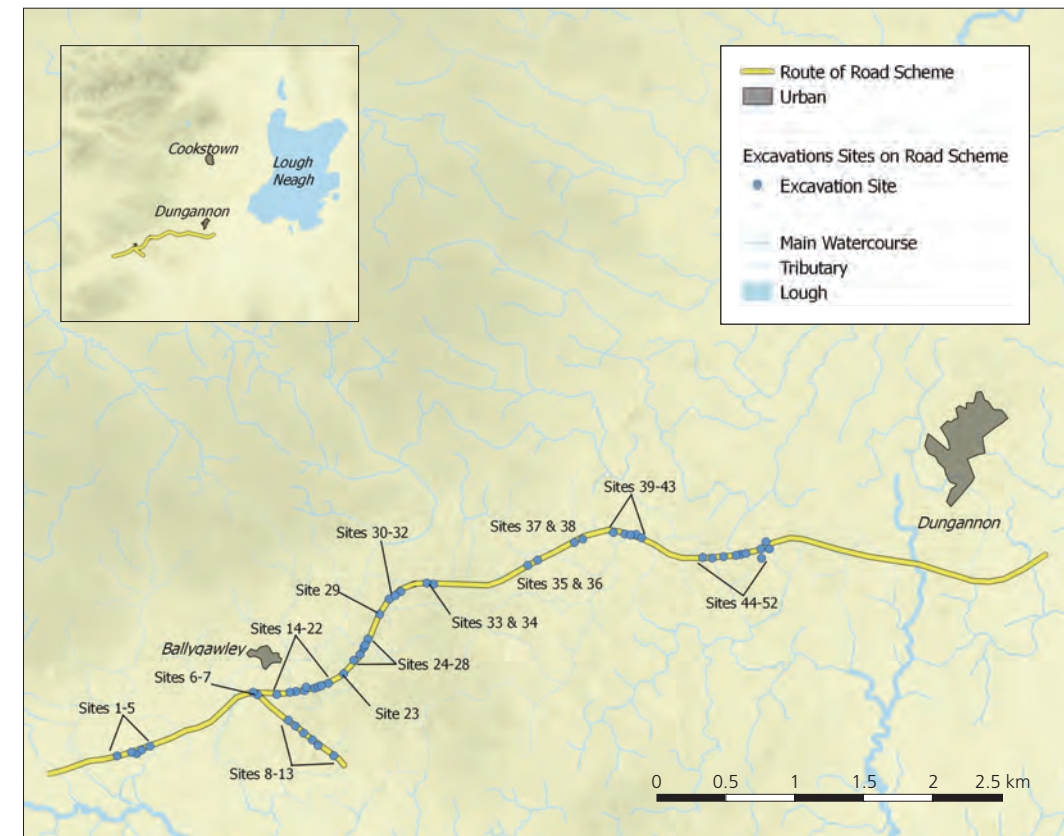 Cookstown
Lough
Neagh
Dungannon
Route of Road Scheme
Urban
Excavations Sites on Road Scheme
Excavation Site
Main Watercourse
Tributary
Lough
Sites 39-43
Sites 37 & 38
Sites 30-32
Dungannon
Sites 35 & 36
Site 29
Sites 44-52
Sites 33 & 34
Sites 14-22
Ballygawley
Sites 24-28
Sites 6-7
Site 23
Sites 1-5
Sites 8-13
0 0.5 1 1.5 2 2.5 km